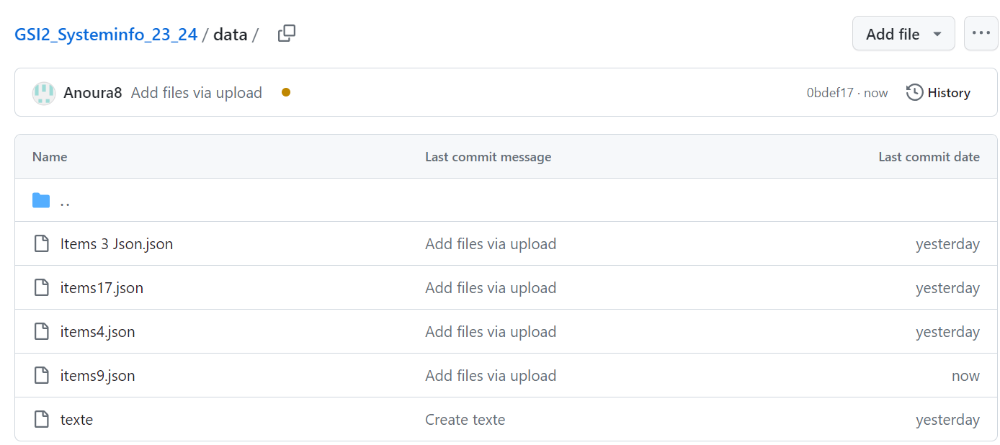 GSI2_Systeminfo_23_24 / data / Add file
Anoura8 Add files via upload 0bdef17 · now History
Name Last commit message Last commit date
..
Items 3 Json.json Add files via upload yesterday
items17.json Add files via upload yesterday
items4.json Add files via upload yesterday
items9.json Add files via upload now
texte Create texte yesterday